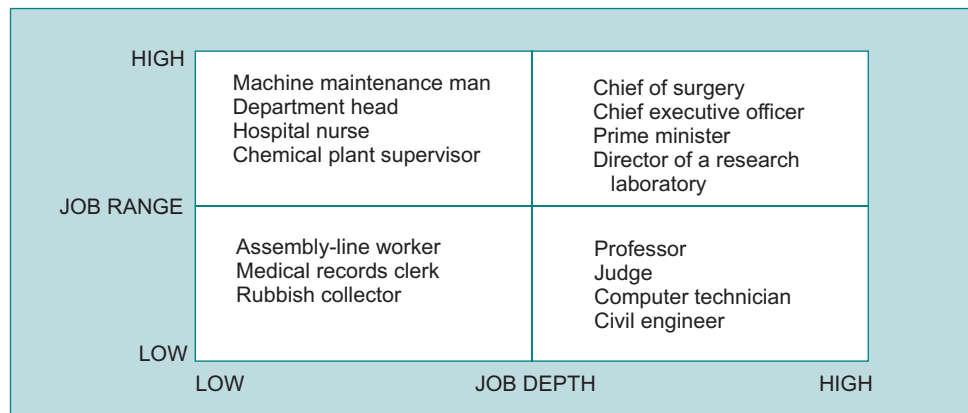 HIGH
Machine maintenance man
Department head
Hospital nurse
Chemical plant supervisor
Chief of surgery
Chief executive officer
Prime minister
Director of a research
laboratory
JOB RANGE
Assembly-line worker
Medical records clerk
Rubbish collector
Professor
Judge
Computer technician
Civil engineer
LOW
LOW
JOB DEPTH
HIGH